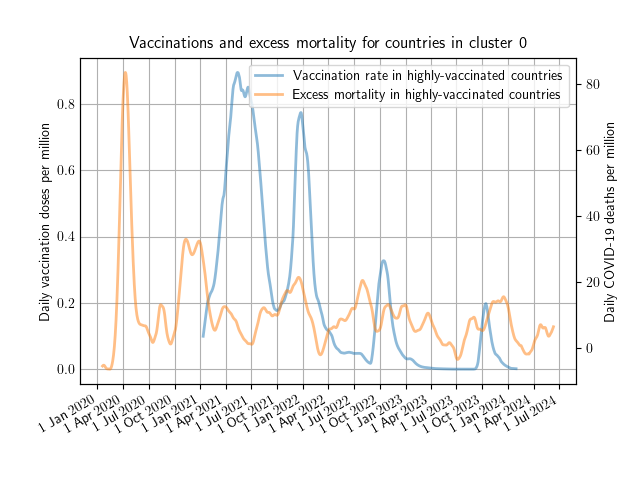 Vaccinations and excess mortality for countries in cluster 0
Vaccination rate in highly-vaccinated countries
Excess mortality in highly-vaccinated countries
Daily vaccination doses per million
0.8
0.6
0.4
0.2
0.0
80
60
40
20
0
Daily COVID-19 deaths per million
1 Jan 2020
1 Apr 2020
1 Jul 2020
1 Oct 2020
1 Jan 2021
1 Apr 2021
1 Jul 2021
1 Oct 2021
1 Jan 2022
1 Apr 2022
1 Jul 2022
1 Oct 2022
1 Jan 2023
1 Apr 2023
1 Jul 2023
1 Oct 2023
1 Jan 2024
1 Apr 2024
1 Jul 2024